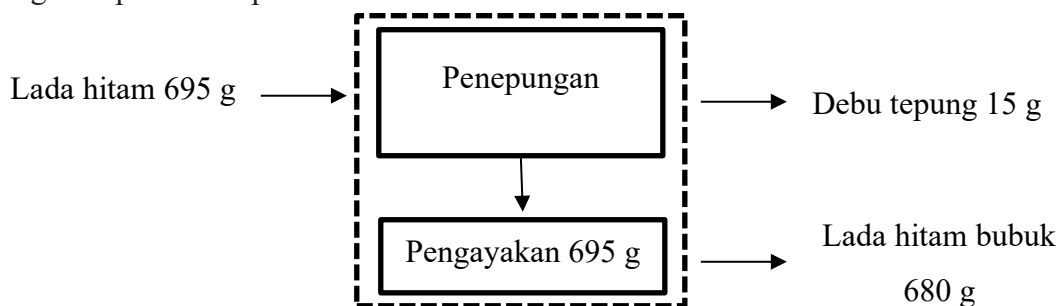 Lada hitam 695 g
Penepungan
Debu tepung 15 g
Pengayakan 695 g
Lada hitam bubuk
680 g